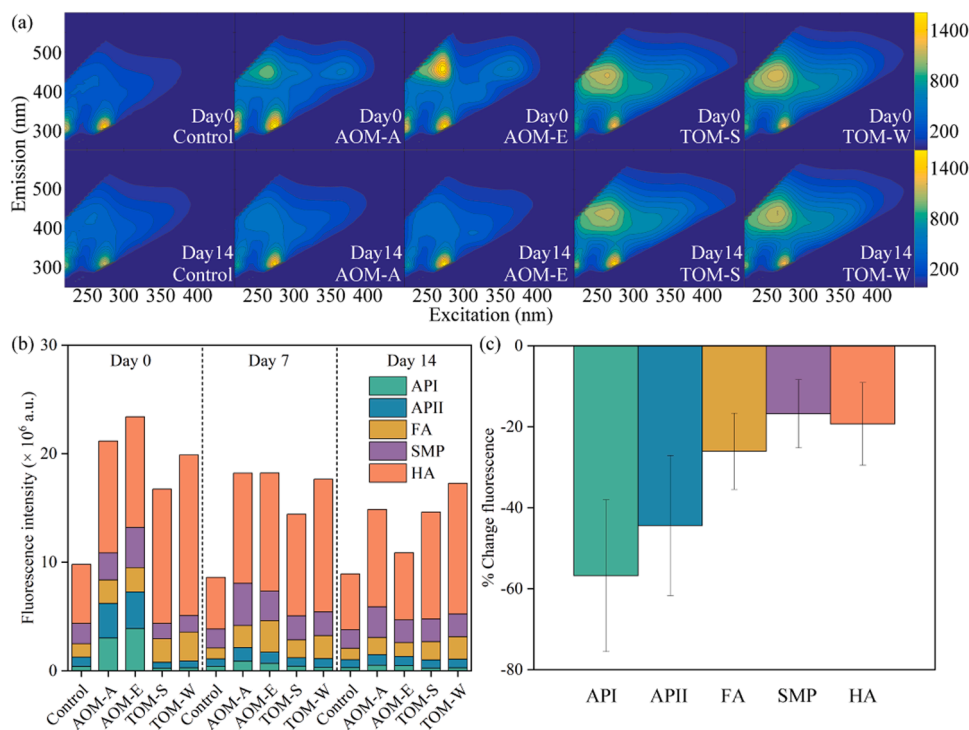 (a)
Emission (nm)
500
400
300
Day0
Control
Day0
AOM-A
Day0
AOM-E
Day0
TOM-S
Day0
TOM-W
1400
800
200
500
400
300
Day14
Control
Day14
AOM-A
Day14
AOM-E
Day14
TOM-S
Day14
TOM-W
1400
800
200
250 300 350 400 250 300 350 400 250 300 350 400 250 300 350 400 250 300 350 400
Excitation (nm)
(b)
Fluorescence intensity (× 10⁶ a.u.)
30
20
10
0
Day 0
Day 7
Day 14
API
APII
FA
SMP
HA
Control
AOM-A
AOM-E
TOM-S
TOM-W
Control
AOM-A
AOM-E
TOM-S
TOM-W
Control
AOM-A
AOM-E
TOM-S
TOM-W
(c)
% Change fluorescence
0
-20
-40
-60
-80
API APII FA SMP HA